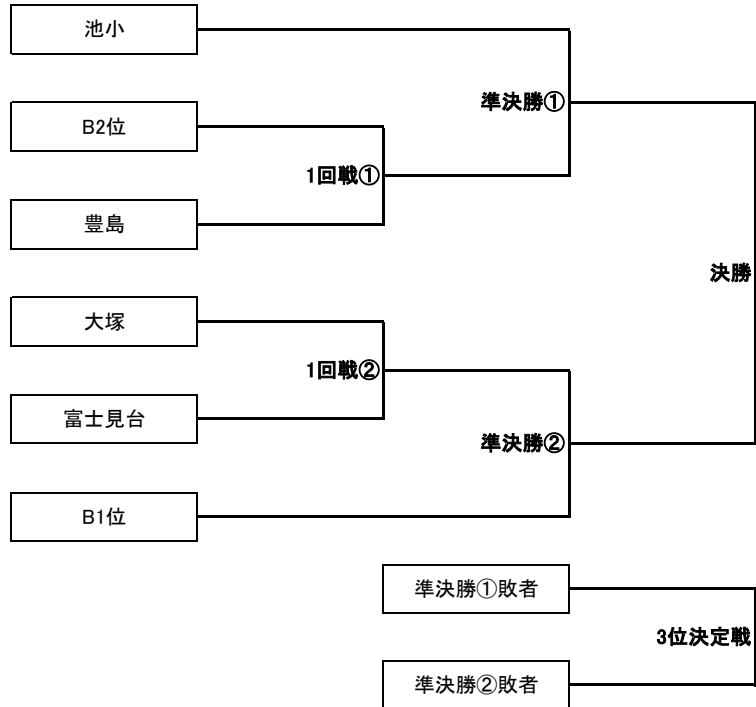 池小
準決勝①
B2位
1回戦①
豊島
決勝
大塚
1回戦②
富士見台
準決勝②
B1位
準決勝①敗者
3位決定戦
準決勝②敗者